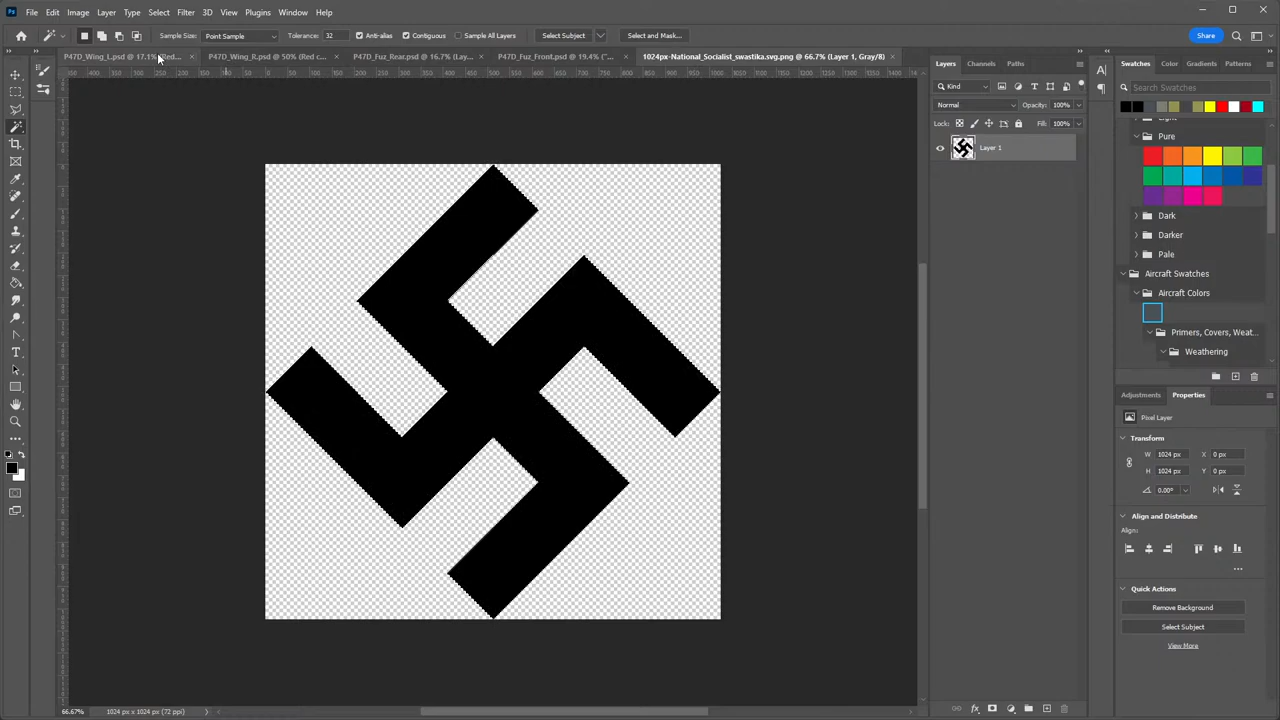 Ps File Edit Image Layer Type Select Filter 3D View Plugins Window Help
Sample Size: Point Sample Tolerance: 32 Anti-alias Contiguous Sample All Layers Select Subject Select and Mask... Share
P47D_Wing_L.psd @ 17.1% (Red... × P47D_Wing_R.psd @ 50% (Red c... × P47D_Fuz_Rear.psd @ 16.7% (Lay... × P47D_Fuz_Front.psd @ 19.4% ("... × 1024px-National_Socialist_swastika.svg.png @ 66.7% (Layer 1, Gray/8) ×
Layers Channels Paths
Kind
Normal Opacity: 100%
Lock: Fill: 100%
Layer 1
Swatches Color Gradients Patterns
Search Swatches
Pure
Dark
Darker
Pale
Aircraft Swatches
Aircraft Colors
Primers, Covers, Weat...
Weathering
Adjustments Properties
Pixel Layer
Transform
W 1024 px X 0 px
H 1024 px Y 0 px
0.00°
Align and Distribute
Align:
...
Quick Actions
Remove Background
Select Subject
View More
66.67% 1024 px x 1024 px (72 ppi)